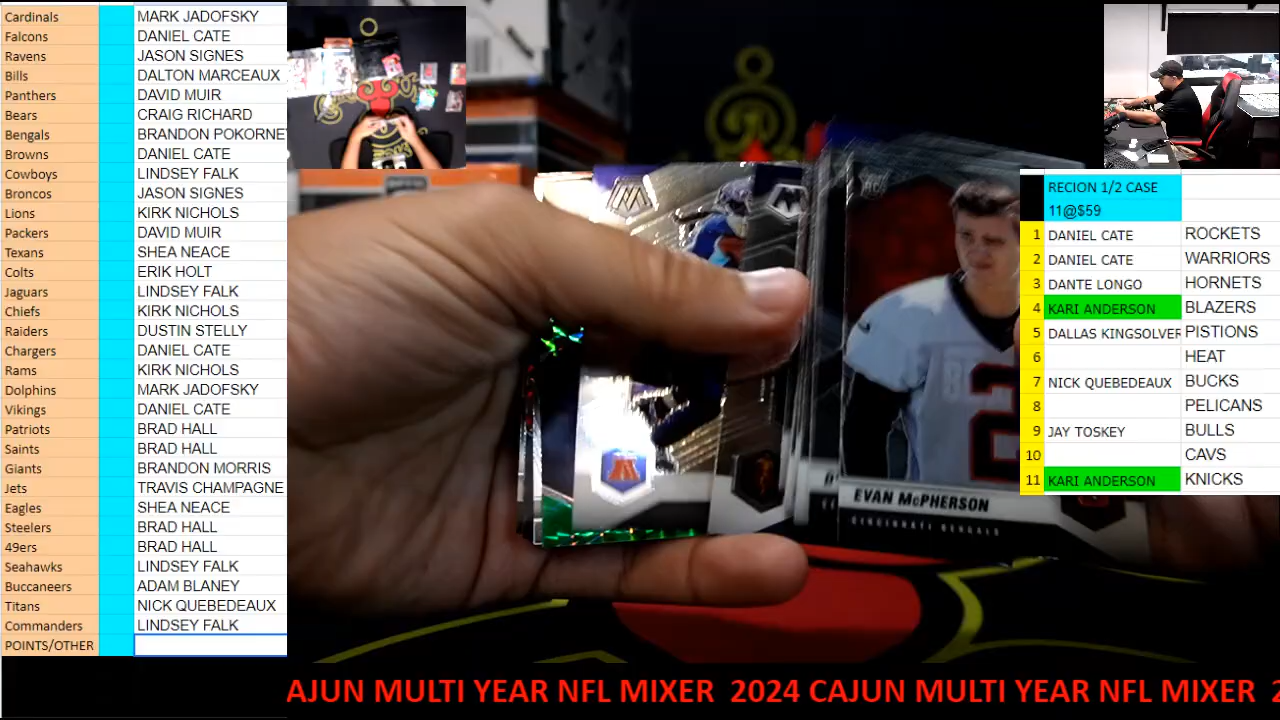 Cardinals MARK JADOFSKY
Falcons DANIEL CATE
Ravens JASON SIGNES
Bills DALTON MARCEAUX
Panthers DAVID MUIR
Bears CRAIG RICHARD
Bengals BRANDON POKORNEY
Browns DANIEL CATE
Cowboys LINDSEY FALK
Broncos JASON SIGNES
Lions KIRK NICHOLS
Packers DAVID MUIR
Texans SHEA NEACE
Colts ERIK HOLT
Jaguars LINDSEY FALK
Chiefs KIRK NICHOLS
Raiders DUSTIN STELLY
Chargers DANIEL CATE
Rams KIRK NICHOLS
Dolphins MARK JADOFSKY
Vikings DANIEL CATE
Patriots BRAD HALL
Saints BRAD HALL
Giants BRANDON MORRIS
Jets TRAVIS CHAMPAGNE
Eagles SHEA NEACE
Steelers BRAD HALL
49ers BRAD HALL
Seahawks LINDSEY FALK
Buccaneers ADAM BLANEY
Titans NICK QUEBEDEAUX
Commanders LINDSEY FALK
POINTS/OTHER
EVAN McPHERSON
CINCINNATI BENGALS
RECION 1/2 CASE
11@$59
1 DANIEL CATE ROCKETS
2 DANIEL CATE WARRIORS
3 DANTE LONGO HORNETS
4 KARI ANDERSON BLAZERS
5 DALLAS KINGSOLVER PISTIONS
6 HEAT
7 NICK QUEBEDEAUX BUCKS
8 PELICANS
9 JAY TOSKEY BULLS
10 CAVS
11 KARI ANDERSON KNICKS
AJUN MULTI YEAR NFL MIXER 2024 CAJUN MULTI YEAR NFL MIXER 2